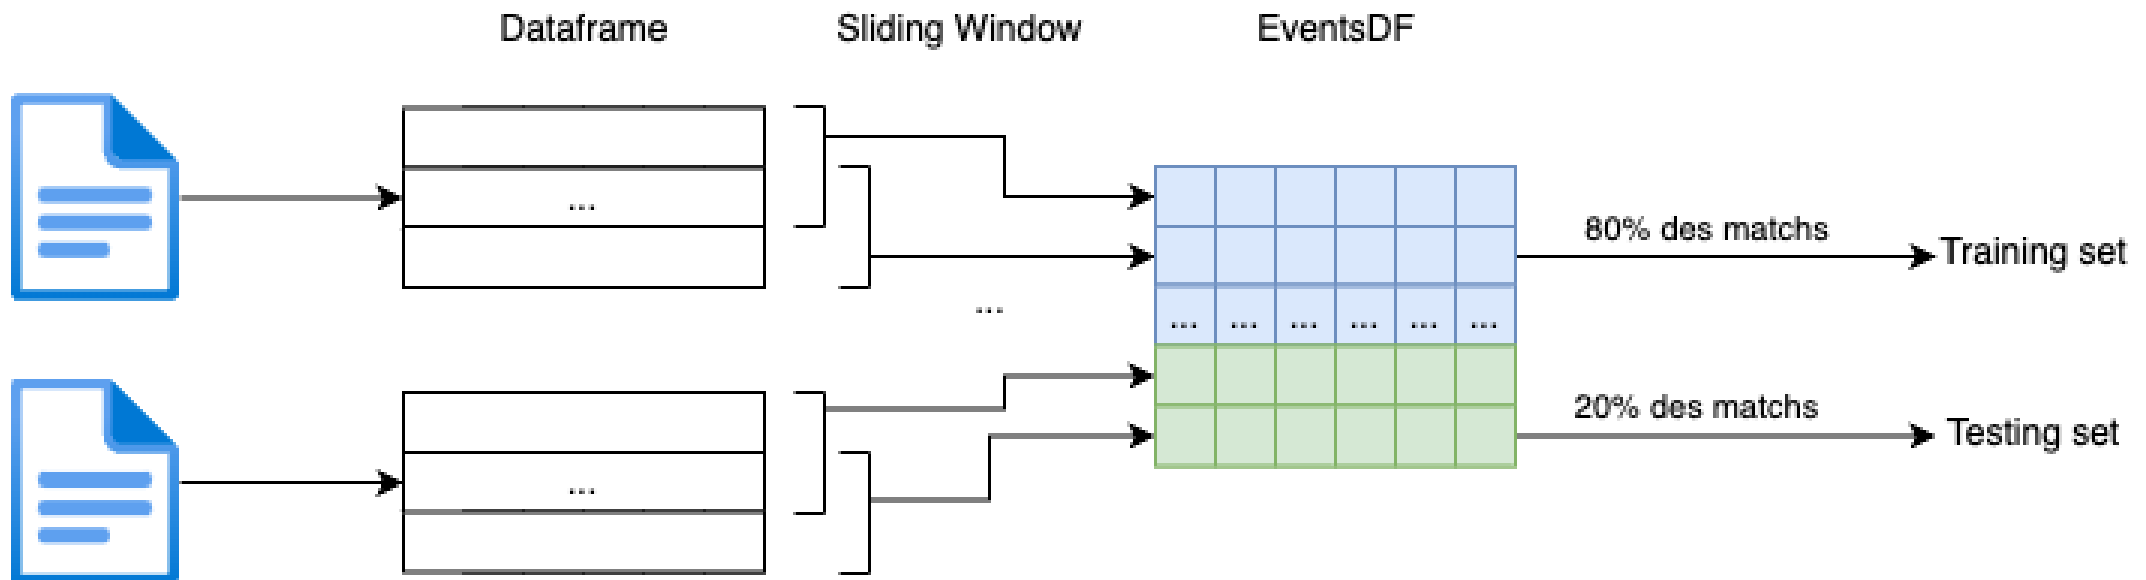 Dataframe
Sliding Window
EventsDF
...
80% des matchs
Training set
...
... ... ... ... ... ...
20% des matchs
Testing set
...